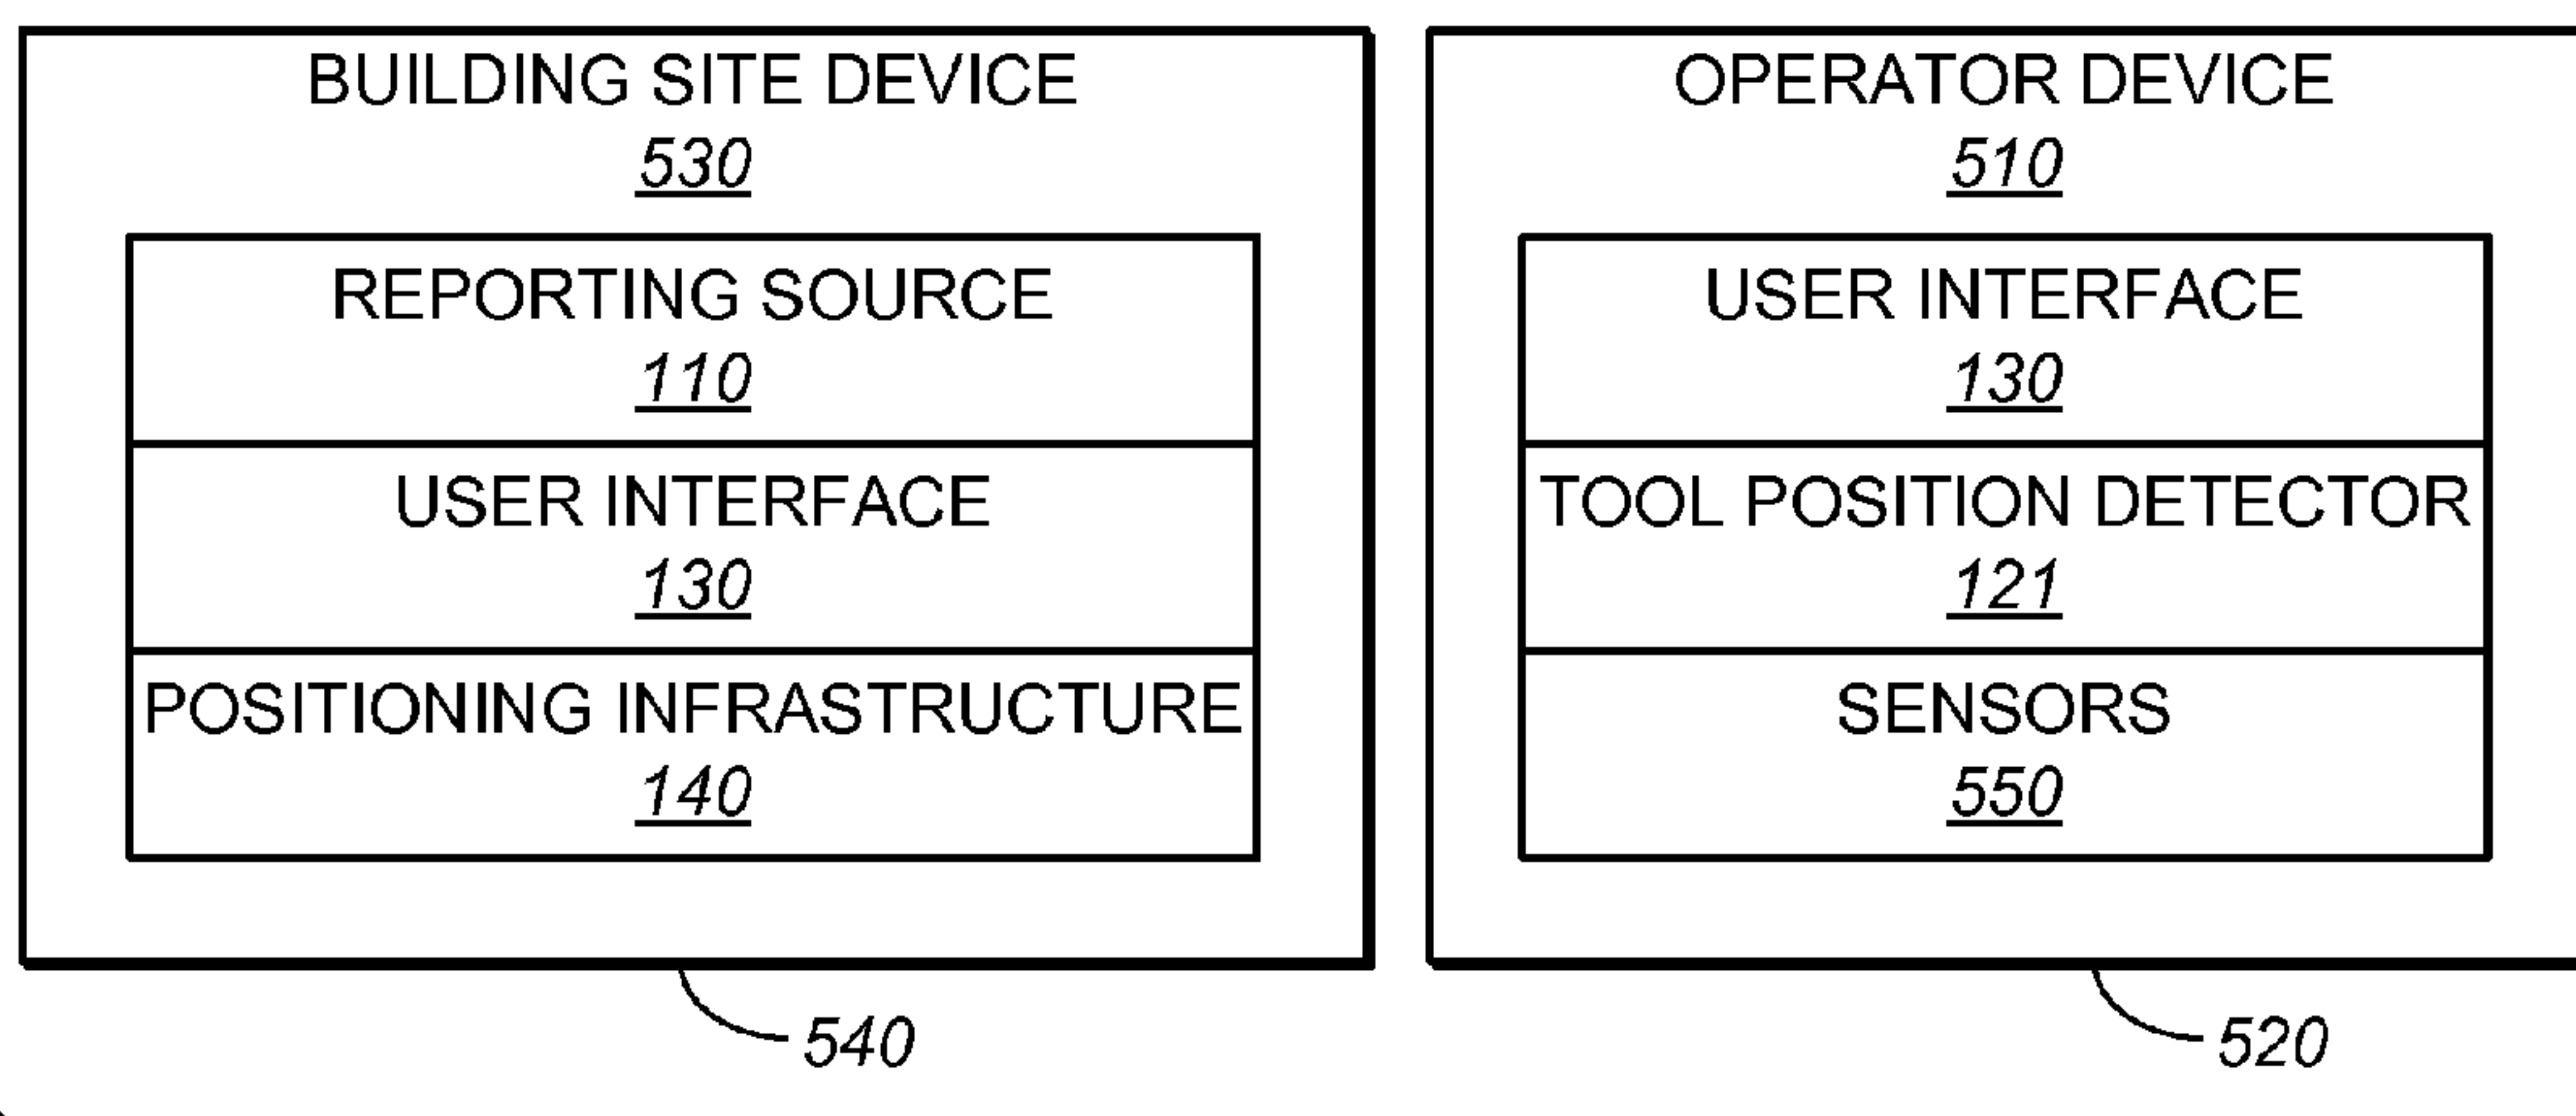 BUILDING SITE DEVICE
530
REPORTING SOURCE
110
USER INTERFACE
130
POSITIONING INFRASTRUCTURE
140
540
OPERATOR DEVICE
510
USER INTERFACE
130
TOOL POSITION DETECTOR
121
SENSORS
550
520